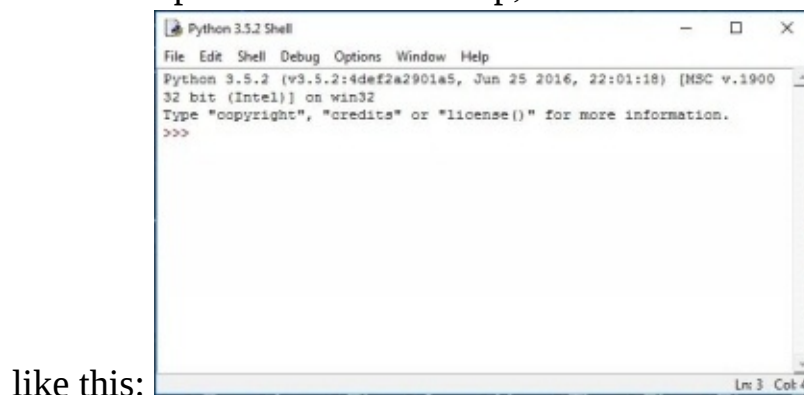 Python 3.5.2 Shell
File Edit Shell Debug Options Window Help
Python 3.5.2 (v3.5.2:4def2a2901a5, Jun 25 2016, 22:01:18) [MSC v.1900
32 bit (Intel)] on win32
Type "copyright", "credits" or "license()" for more information.
>>>
Ln: 3 Col: 4
like this: